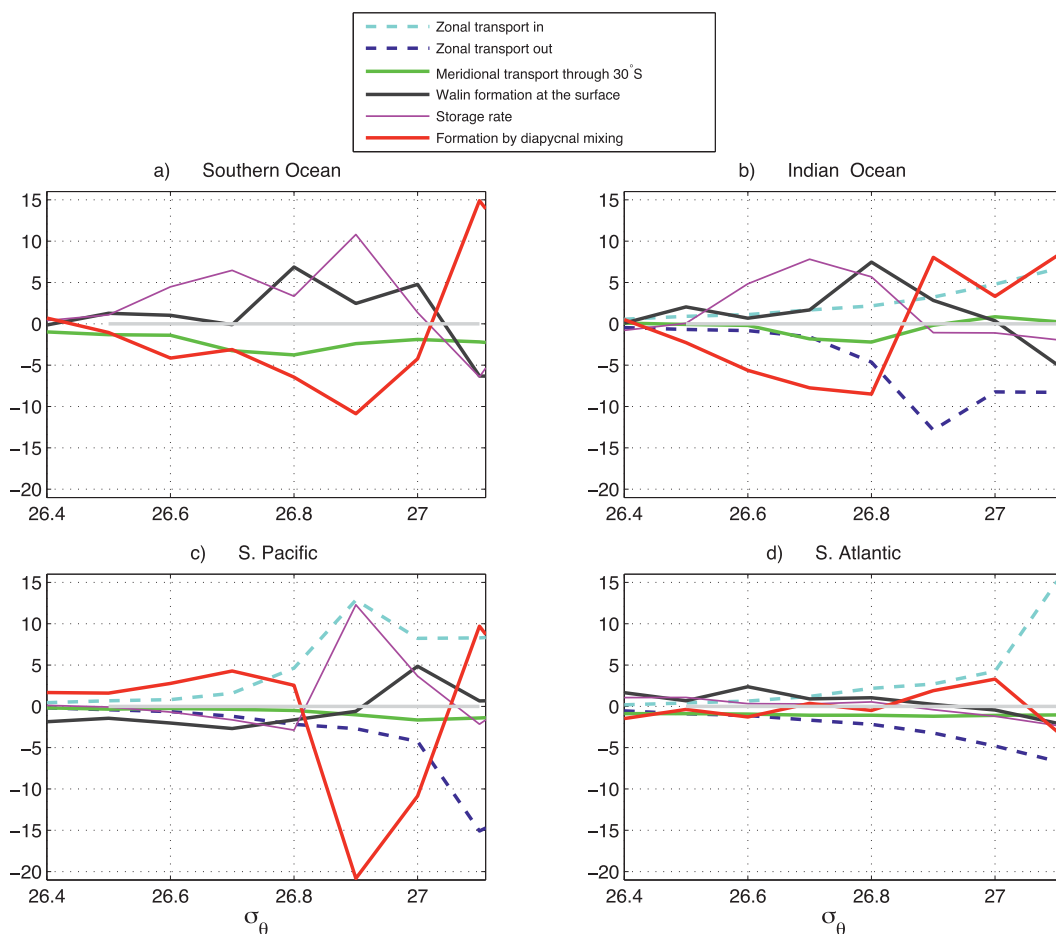 Zonal transport in
Zonal transport out
Meridional transport through 30°S
Walin formation at the surface
Storage rate
Formation by diapycnal mixing
a) Southern Ocean
15
10
5
0
−5
−10
−15
−20
26.4 26.6 26.8 27
b) Indian Ocean
15
10
5
0
−5
−10
−15
−20
26.4 26.6 26.8 27
c) S. Pacific
15
10
5
0
−5
−10
−15
−20
26.4 26.6 26.8 27
σθ
d) S. Atlantic
15
10
5
0
−5
−10
−15
−20
26.4 26.6 26.8 27
σθ